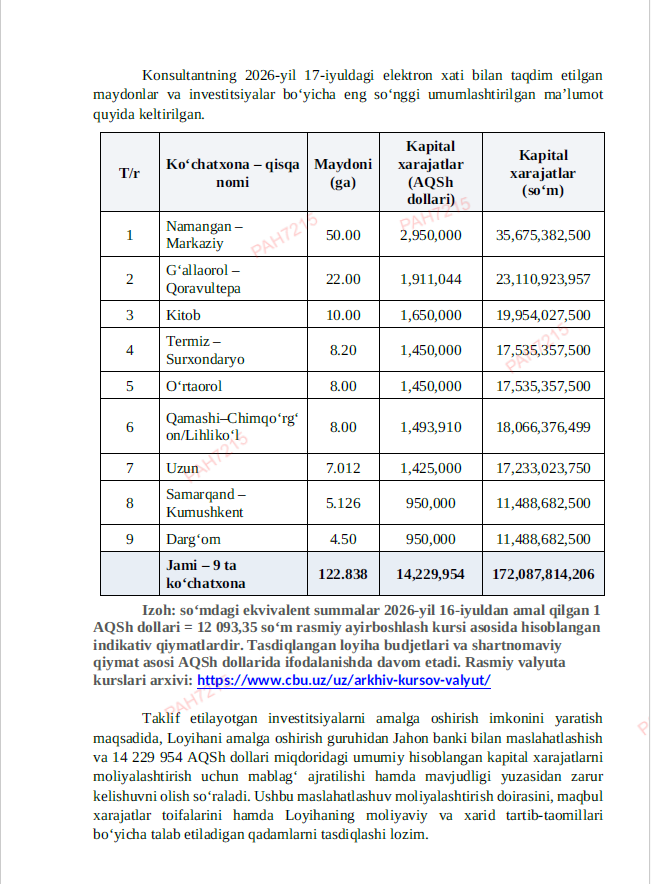 Konsultantning 2026-yil 17-iyuldagi elektron xati bilan taqdim etilgan
maydonlar va investitsiyalar bo‘yicha eng so‘nggi umumlashtirilgan ma’lumot
quyida keltirilgan.
T/r Ko‘chatxona – qisqa nomi Maydoni (ga) Kapital xarajatlar (AQSh dollari) Kapital xarajatlar (so‘m)
1 Namangan – Markaziy 50.00 2,950,000 35,675,382,500
2 G‘allaorol – Qoravultepa 22.00 1,911,044 23,110,923,957
3 Kitob 10.00 1,650,000 19,954,027,500
4 Termiz – Surxondaryo 8.20 1,450,000 17,535,357,500
5 O‘rtaorol 8.00 1,450,000 17,535,357,500
6 Qamashi–Chimqo‘rg‘on/Lihliko‘l 8.00 1,493,910 18,066,376,499
7 Uzun 7.012 1,425,000 17,233,023,750
8 Samarqand – Kumushkent 5.126 950,000 11,488,682,500
9 Darg‘om 4.50 950,000 11,488,682,500
Jami – 9 ta ko‘chatxona 122.838 14,229,954 172,087,814,206
Izoh: so‘mdagi ekvivalent summalar 2026-yil 16-iyuldan amal qilgan 1
AQSh dollari = 12 093,35 so‘m rasmiy ayirboshlash kursi asosida hisoblangan
indikativ qiymatlardir. Tasdiqlangan loyiha budjetlari va shartnomaviy
qiymat asosi AQSh dollarida ifodalanishda davom etadi. Rasmiy valyuta
kurslari arxivi: https://www.cbu.uz/uz/arkhiv-kursov-valyut/
Taklif etilayotgan investitsiyalarni amalga oshirish imkonini yaratish
maqsadida, Loyihani amalga oshirish guruhidan Jahon banki bilan maslahatlashish
va 14 229 954 AQSh dollari miqdoridagi umumiy hisoblangan kapital xarajatlarni
moliyalashtirish uchun mablag‘ ajratilishi hamda mavjudligi yuzasidan zarur
kelishuvni olish so‘raladi. Ushbu maslahatlashuv moliyalashtirish doirasini, maqbul
xarajatlar toifalarini hamda Loyihaning moliyaviy va xarid tartib-taomillari
bo‘yicha talab etiladigan qadamlarni tasdiqlashi lozim.
PAH7215
PAH7215
PAH7215
PAH7215
PAH7215